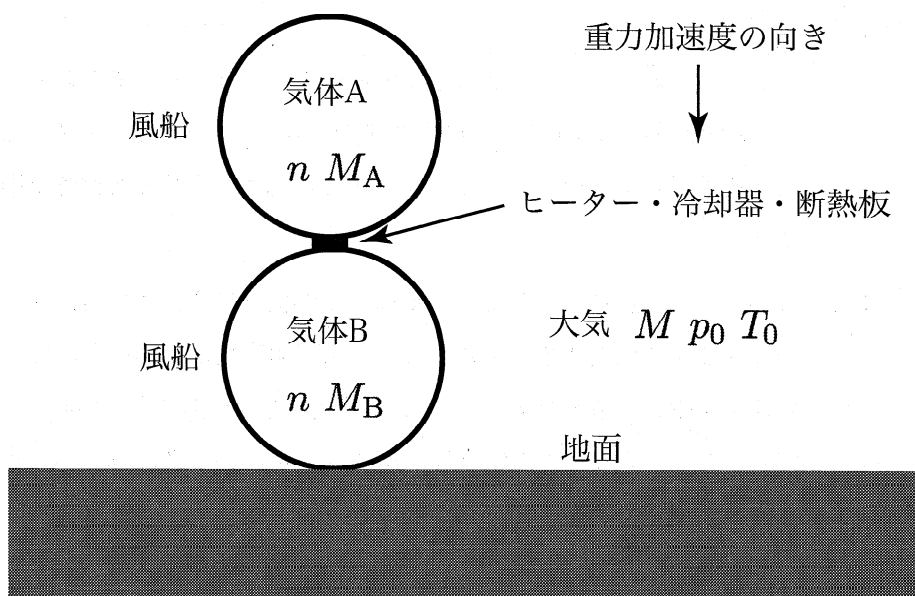 重力加速度の向き
気体A
風船
n M_A
ヒーター・冷却器・断熱板
気体B
大気 M p_0 T_0
風船
n M_B
地面